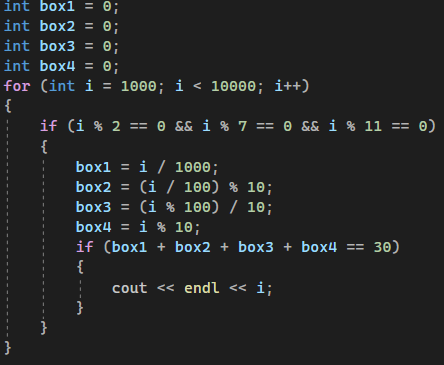 int box1 = 0;
int box2 = 0;
int box3 = 0;
int box4 = 0;
for (int i = 1000; i < 10000; i++)
{
    if (i % 2 == 0 && i % 7 == 0 && i % 11 == 0)
    {
        box1 = i / 1000;
        box2 = (i / 100) % 10;
        box3 = (i % 100) / 10;
        box4 = i % 10;
        if (box1 + box2 + box3 + box4 == 30)
        {
            cout << endl << i;
        }
    }
}